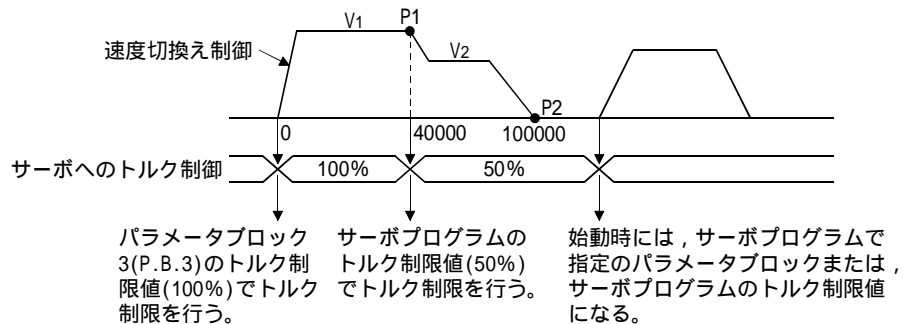 V1
P1
速度切換え制御
V2
P2
0
40000
100000
サーボへのトルク制御
100%
50%
パラメータブロック
3(P.B.3)のトルク制
限値(100%)でトルク
制限を行う。
サーボプログラムの
トルク制限値(50%)
でトルク制限を行う。
始動時には，サーボプログラムで
指定のパラメータブロックまたは，
サーボプログラムのトルク制限値
になる。